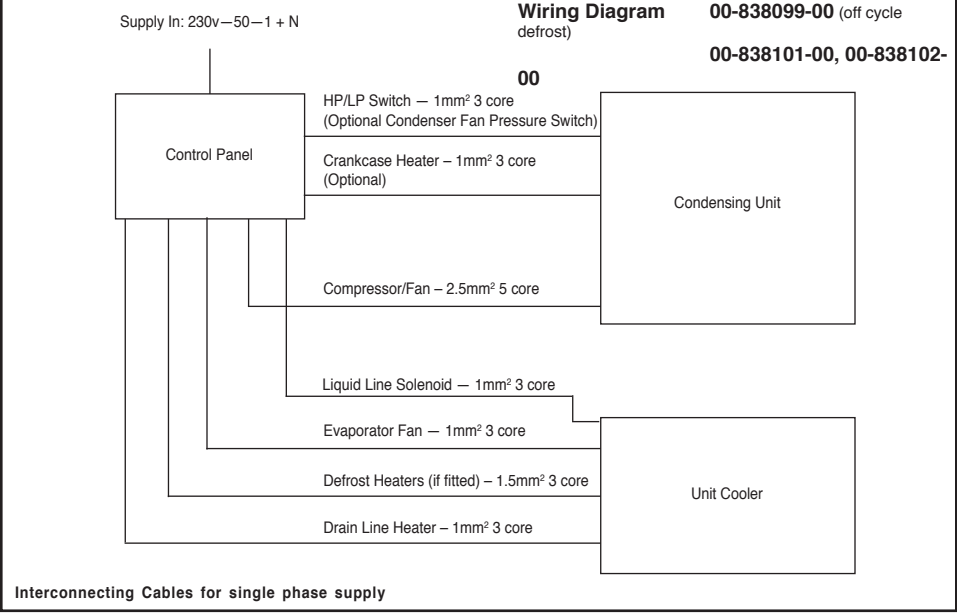 Supply In: 230v—50—1 + N
Wiring Diagram 00-838099-00 (off cycle
defrost)
00-838101-00, 00-838102-
00
Control Panel
HP/LP Switch — 1mm² 3 core
(Optional Condenser Fan Pressure Switch)
Crankcase Heater – 1mm² 3 core
(Optional)
Condensing Unit
Compressor/Fan – 2.5mm² 5 core
Liquid Line Solenoid — 1mm² 3 core
Evaporator Fan — 1mm² 3 core
Defrost Heaters (if fitted) – 1.5mm² 3 core
Unit Cooler
Drain Line Heater – 1mm² 3 core
Interconnecting Cables for single phase supply